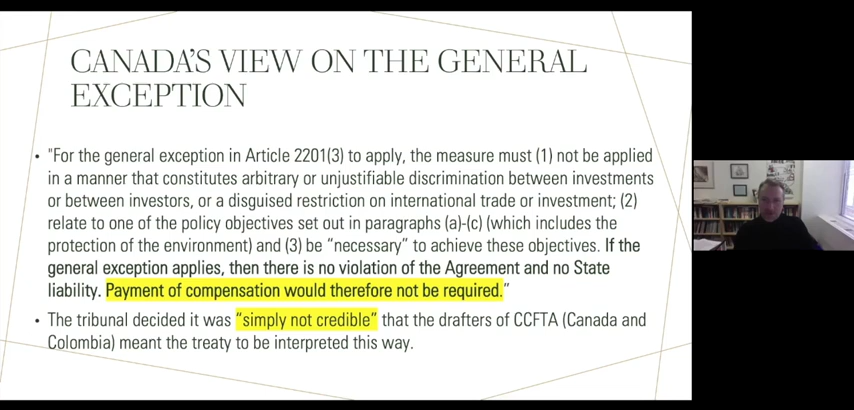 CANADA'S VIEW ON THE GENERAL
EXCEPTION
• "For the general exception in Article 2201(3) to apply, the measure must (1) not be applied
in a manner that constitutes arbitrary or unjustifiable discrimination between investments
or between investors, or a disguised restriction on international trade or investment; (2)
relate to one of the policy objectives set out in paragraphs (a)-(c) (which includes the
protection of the environment) and (3) be "necessary" to achieve these objectives. If the
general exception applies, then there is no violation of the Agreement and no State
liability. Payment of compensation would therefore not be required."
• The tribunal decided it was "simply not credible" that the drafters of CCFTA (Canada and
Colombia) meant the treaty to be interpreted this way.